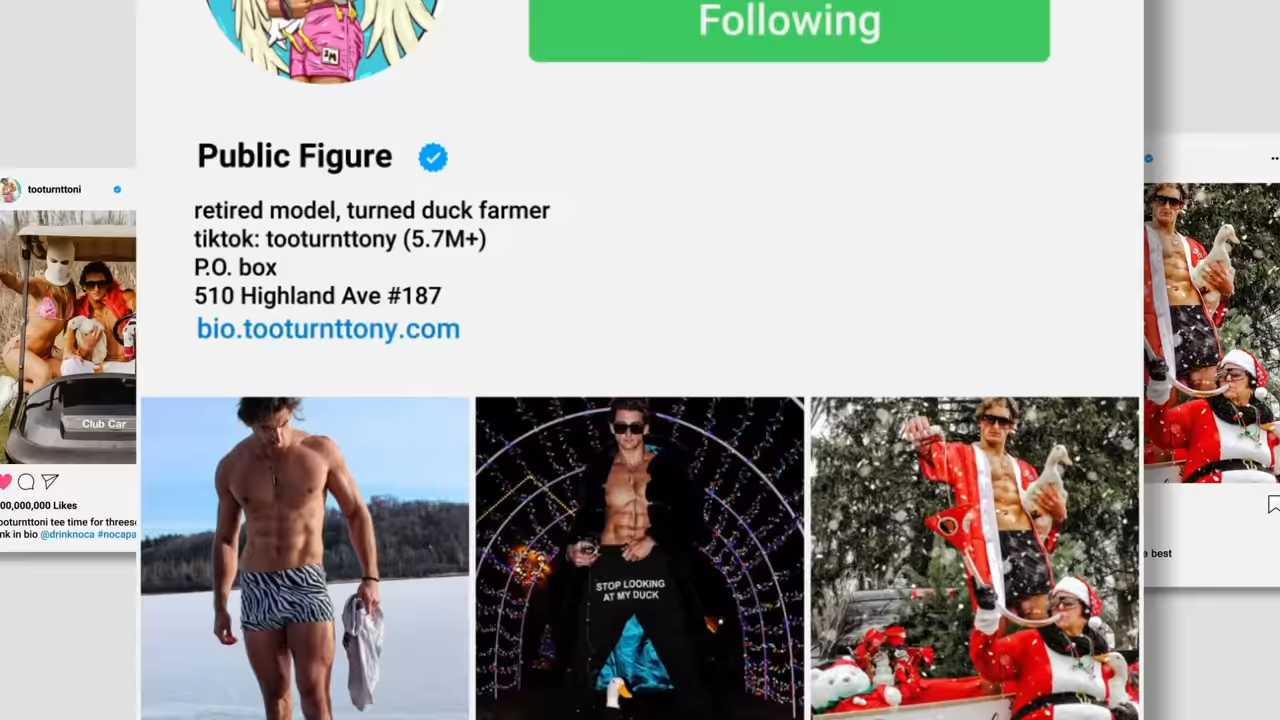 Following
Public Figure
retired model, turned duck farmer
tiktok: tooturnttony (5.7M+)
P.O. box
510 Highland Ave #187
bio.tooturnttony.com
tooturnttoni
Club Car
00,000,000 Likes
ooturnttoni tee time for threeso
nk in bio @drinknoca #nocapa
STOP LOOKING
AT MY DUCK
best